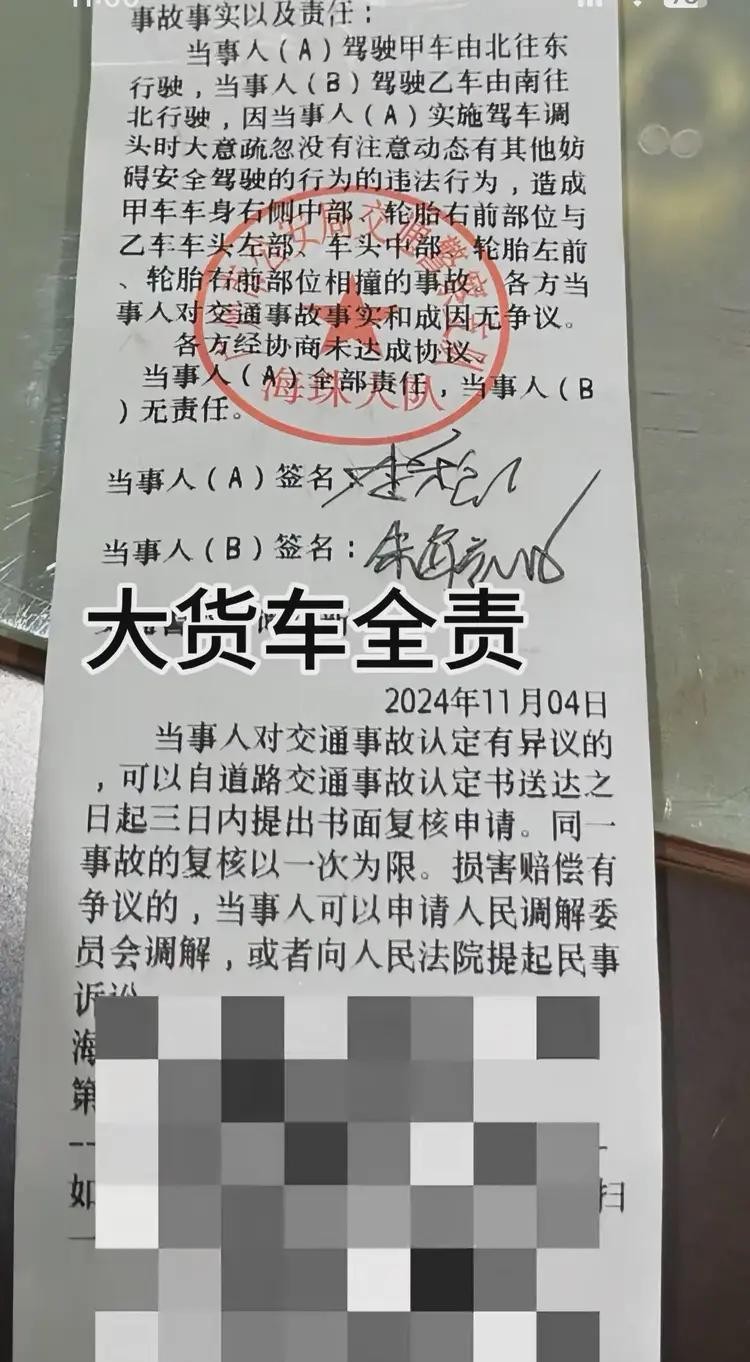 事故事实以及责任：
当事人(A)驾驶甲车由北往东
行驶，当事人(B)驾驶乙车由南往
北行驶，因当事人(A)实施驾车调
头时大意疏忽没有注意动态有其他妨
碍安全驾驶的行为的违法行为，造成
甲车车身右侧中部、轮胎右前部位与
乙车车头左部、车头中部、轮胎左前
、轮胎右前部位相撞的事故。各方当
事人对交通事故事实和成因无争议。
各方经协商未达成协议
当事人(A 全部责任，当事人(B
)无责任。
海珠大队
当事人(A)签名
当事人(B)签名：
大货车全责
2024年11月04日
当事人对交通事故认定有异议的
，可以自道路交通事故认定书送达之
日起三日内提出书面复核申请。同一
事故的复核以一次为限。损害赔偿有
争议的，当事人可以申请人民调解委
员会调解，或者向人民法院提起民事
诉讼
海
第
如 扫